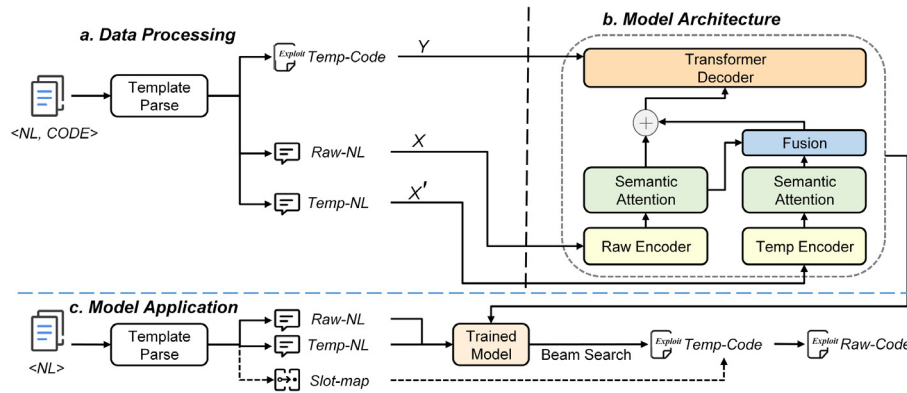 a. Data Processing
<NL, CODE>
Template
Parse
Exploit Temp-Code
Y
Raw-NL
X
Temp-NL
X'
b. Model Architecture
Transformer
Decoder
+
Fusion
Semantic
Attention
Semantic
Attention
Raw Encoder
Temp Encoder
c. Model Application
<NL>
Template
Parse
Raw-NL
Temp-NL
Slot-map
Trained
Model
Beam Search
Exploit Temp-Code
Exploit Raw-Code